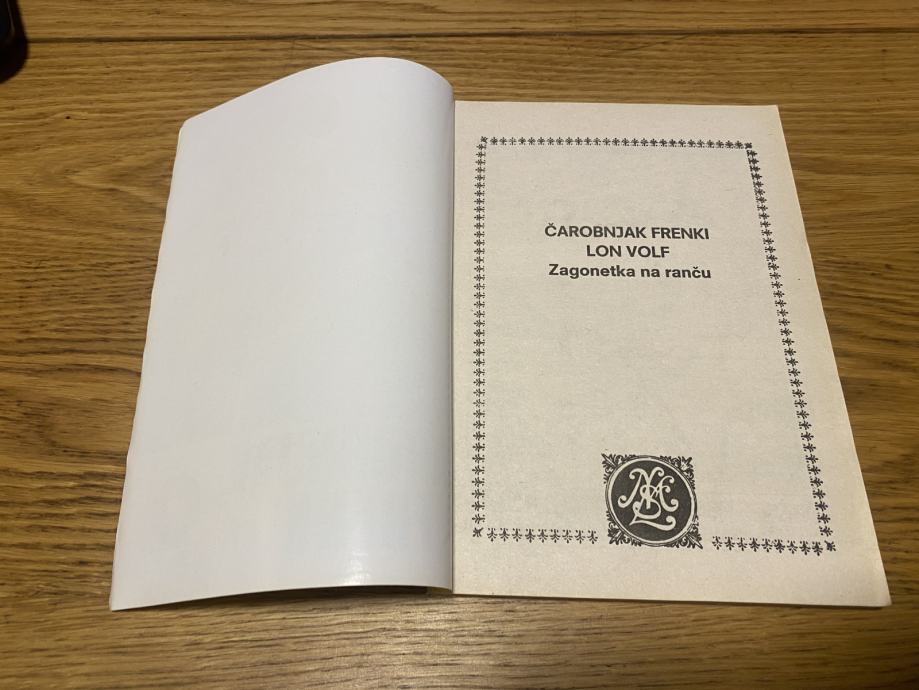 ČAROBNJAK FRENKI
LON VOLF
Zagonetka na ranču